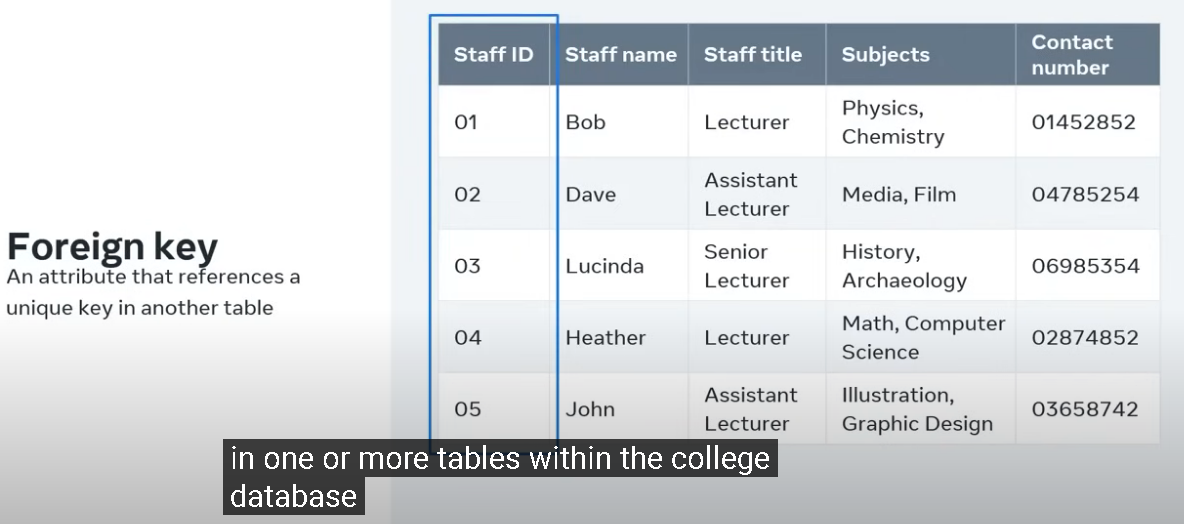 Foreign key
An attribute that references a
unique key in another table
Staff ID Staff name Staff title Subjects Contact number
01 Bob Lecturer Physics, Chemistry 01452852
02 Dave Assistant Lecturer Media, Film 04785254
03 Lucinda Senior Lecturer History, Archaeology 06985354
04 Heather Lecturer Math, Computer Science 02874852
05 John Assistant Lecturer Illustration, Graphic Design 03658742
in one or more tables within the college
database